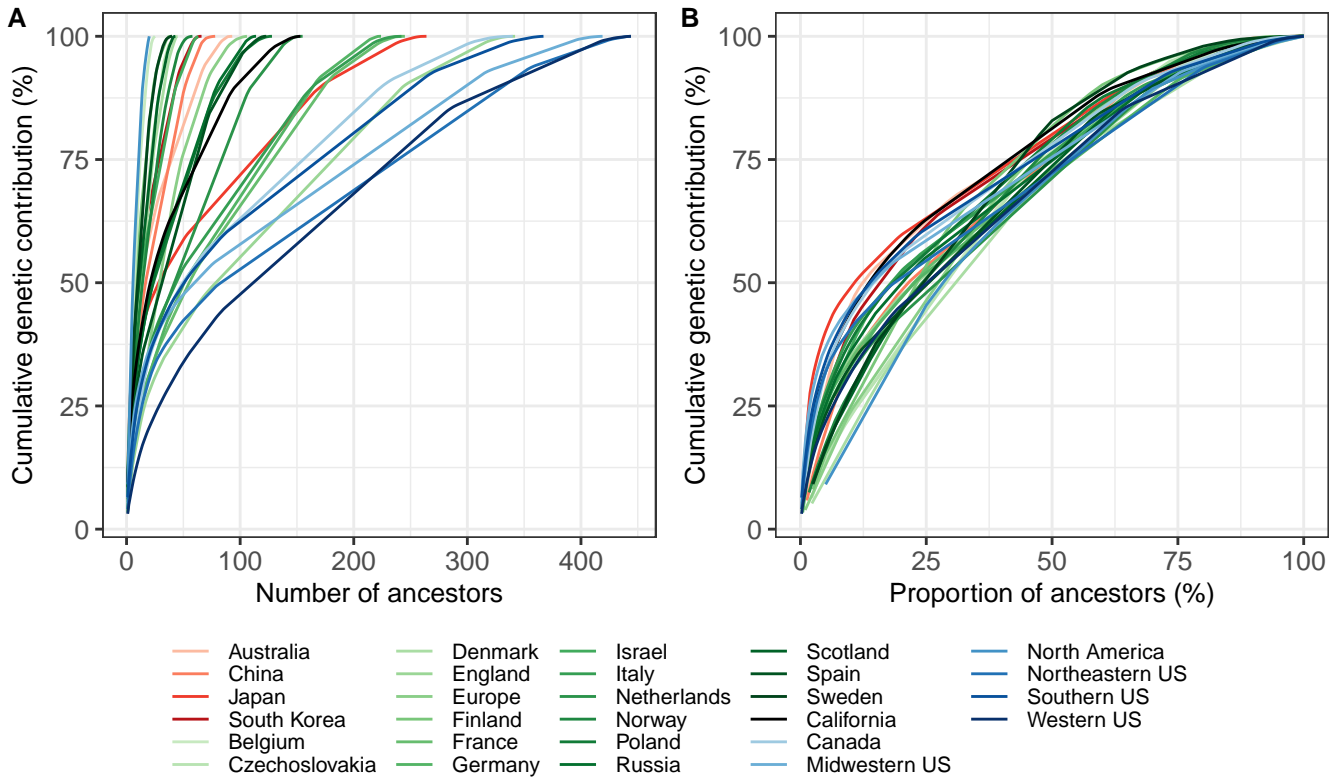 A
B
Cumulative genetic contribution (%)
100
75
50
25
0
0 100 200 300 400
Number of ancestors
Cumulative genetic contribution (%)
100
75
50
25
0
0 25 50 75 100
Proportion of ancestors (%)
Australia Denmark Israel Scotland North America
China England Italy Spain Northeastern US
Japan Europe Netherlands Sweden Southern US
South Korea Finland Norway California Western US
Belgium France Poland Canada
Czechoslovakia Germany Russia Midwestern US